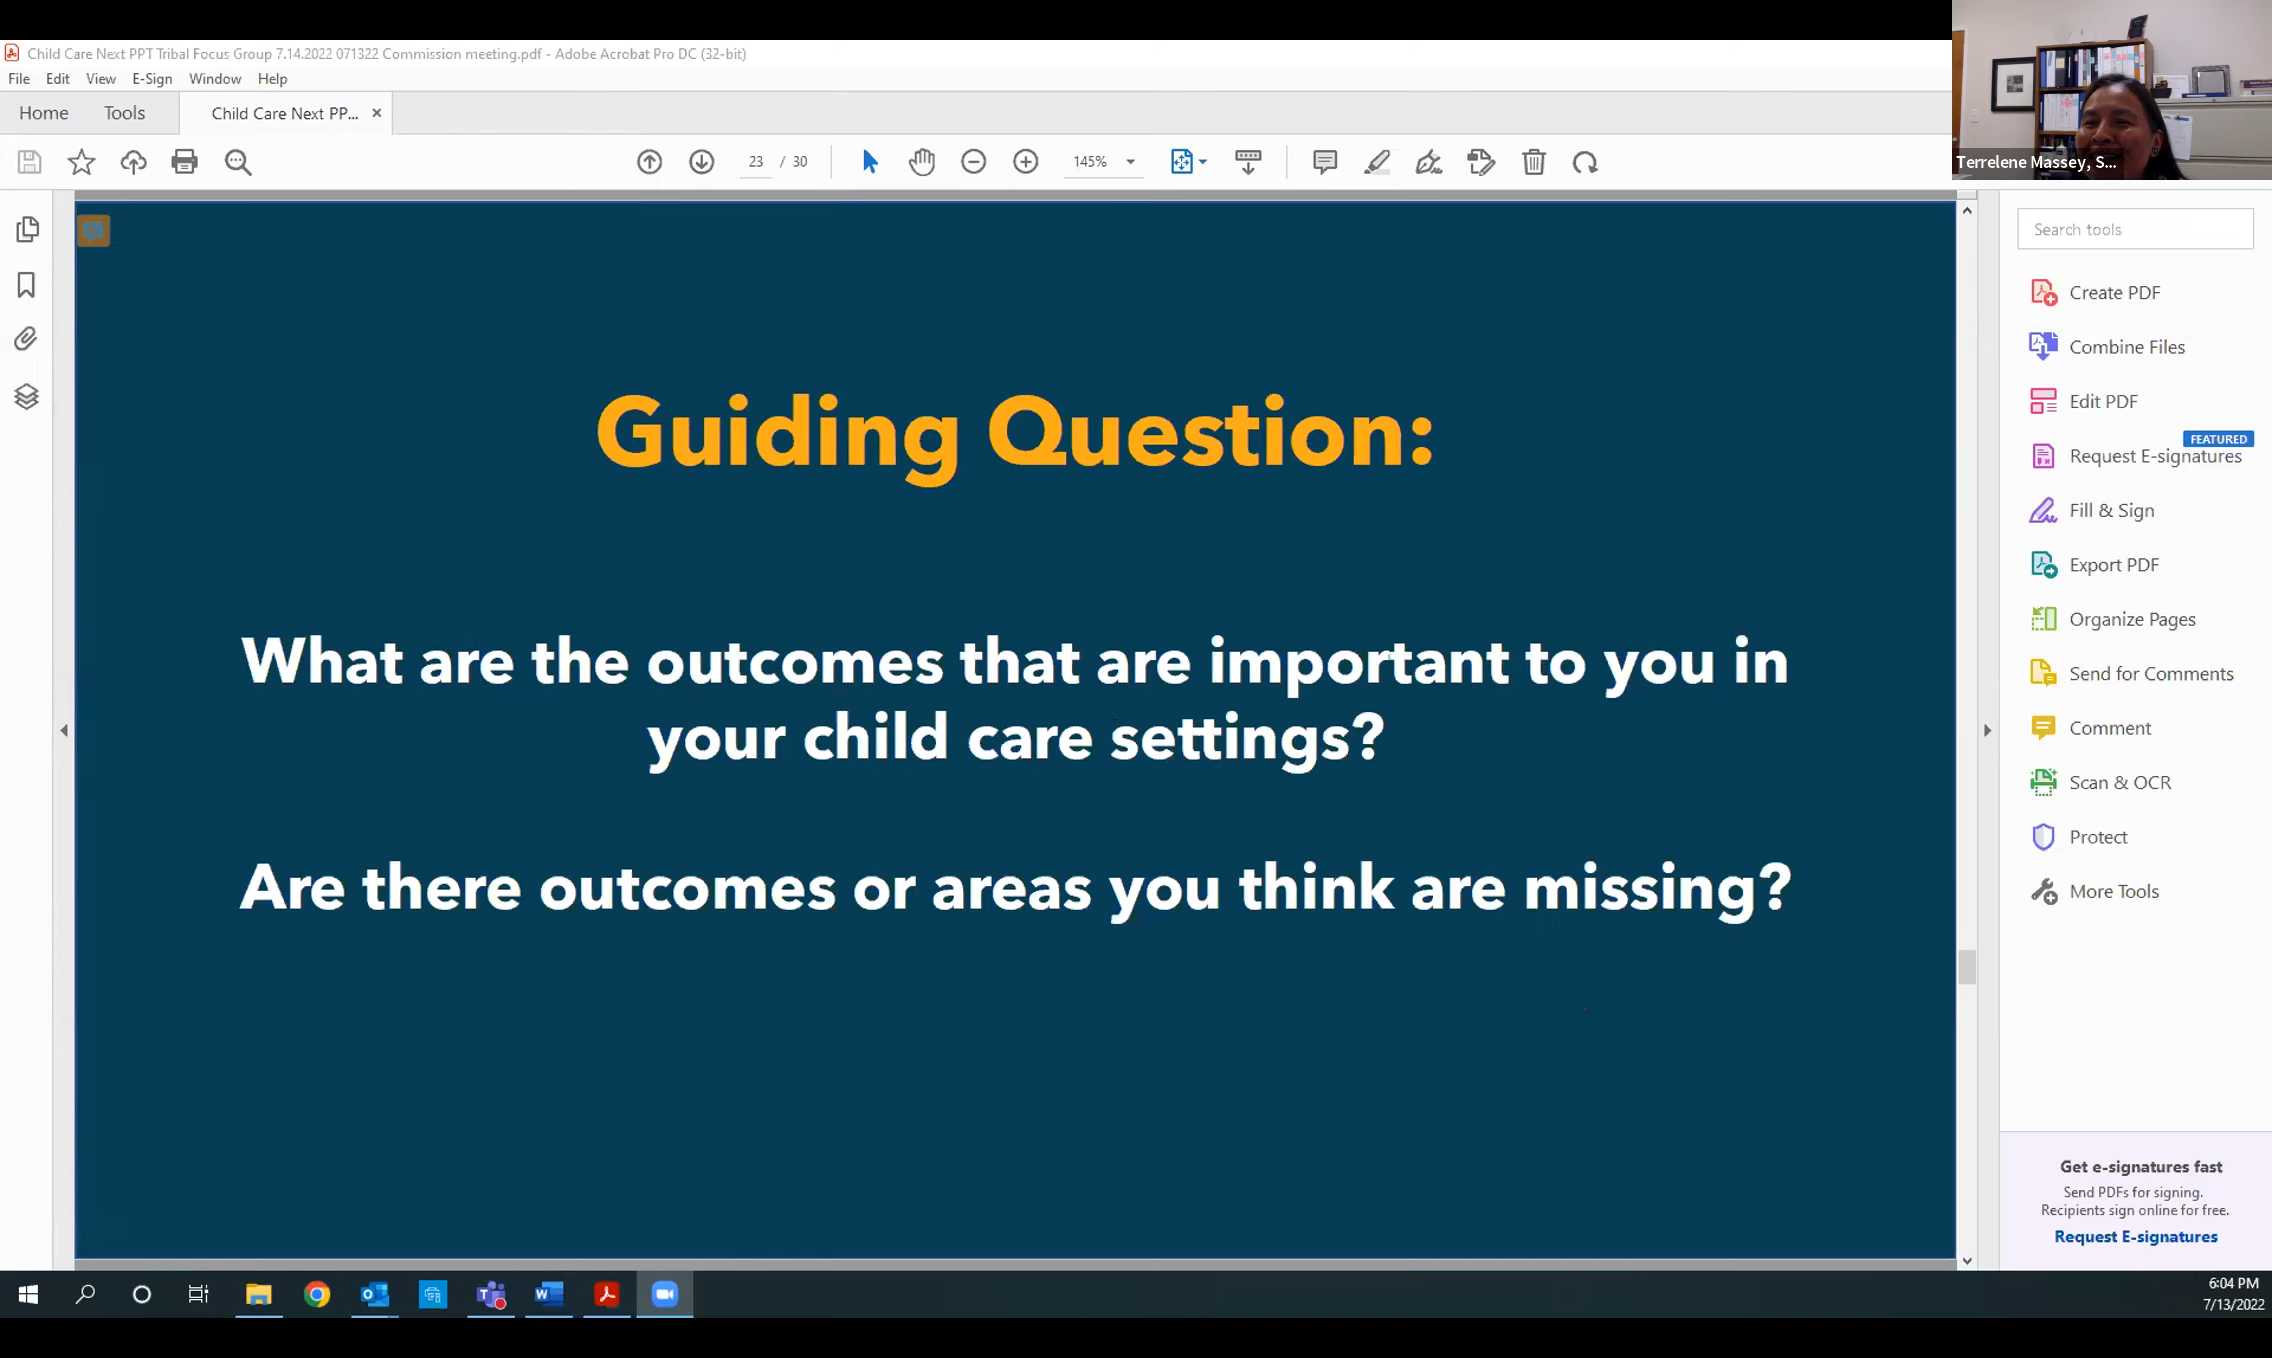 Child Care Next PPT Tribal Focus Group 7.14.2022 071322 Commission meeting.pdf - Adobe Acrobat Pro DC (32-bit)
File Edit View E-Sign Window Help
Home Tools Child Care Next PP... ×
23 / 30 145%
Terrelene Massey, S...
Guiding Question:
What are the outcomes that are important to you in
your child care settings?
Are there outcomes or areas you think are missing?
Search tools
Create PDF
Combine Files
Edit PDF
FEATURED
Request E-signatures
Fill & Sign
Export PDF
Organize Pages
Send for Comments
Comment
Scan & OCR
Protect
More Tools
Get e-signatures fast
Send PDFs for signing.
Recipients sign online for free.
Request E-signatures
6:04 PM
7/13/2022